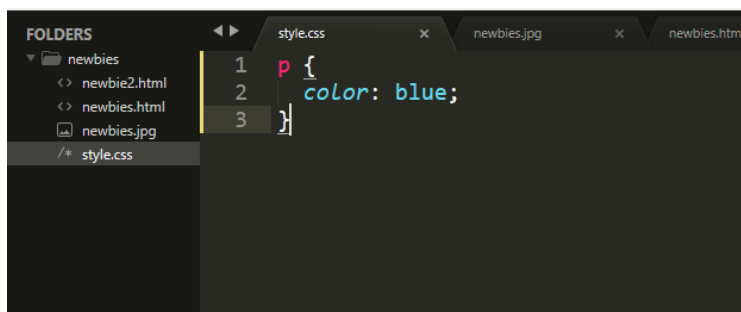 FOLDERS
newbies
<> newbie2.html
<> newbies.html
newbies.jpg
/* style.css
style.css ×
newbies.jpg ×
newbies.htm
1 p {
2 color: blue;
3 }